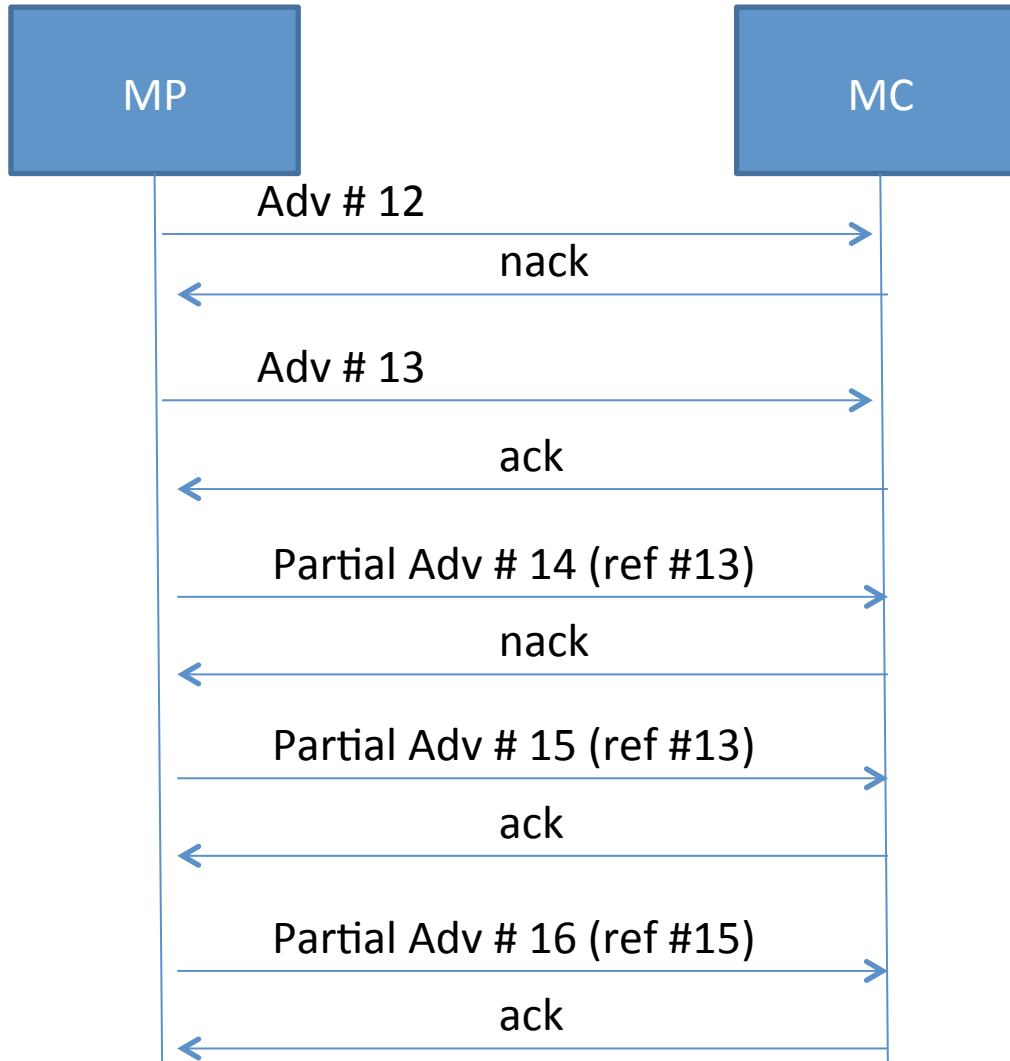 MP
MC
Adv # 12
nack
Adv # 13
ack
Partial Adv # 14 (ref #13)
nack
Partial Adv # 15 (ref #13)
ack
Partial Adv # 16 (ref #15)
ack